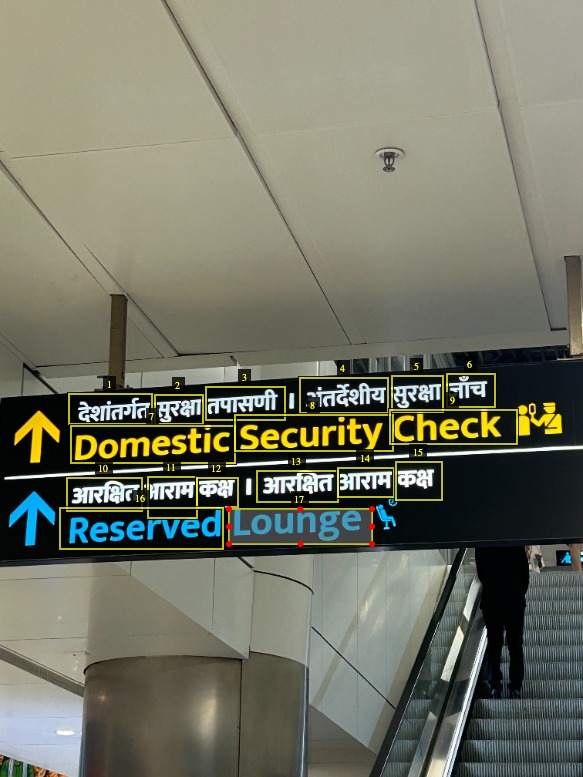 देशांतर्गत सुरक्षा तपासणी | अंतर्देशीय सुरक्षा जाँच
Domestic Security Check
आरक्षित आराम कक्ष | आरक्षित आराम कक्ष
Reserved Lounge